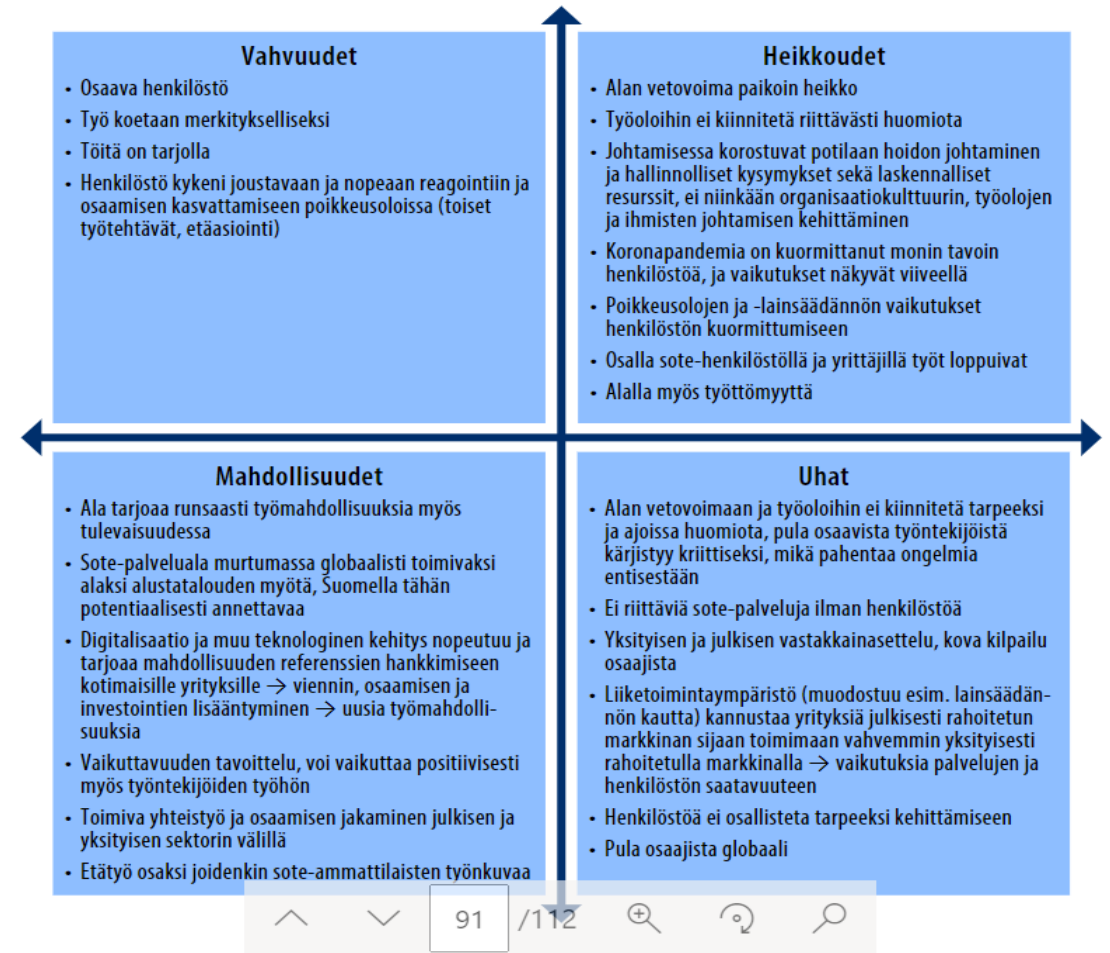 Vahvuudet
• Osaava henkilöstö
• Työ koetaan merkitykselliseksi
• Töitä on tarjolla
• Henkilöstö kykeni joustavaan ja nopeaan reagointiin ja
osaamisen kasvattamiseen poikkeusoloissa (toiset
työtehtävät, etäasiointi)
Heikkoudet
• Alan vetovoima paikoin heikko
• Työoloihin ei kiinnitetä riittävästi huomiota
• Johtamisessa korostuvat potilaan hoidon johtaminen
ja hallinnolliset kysymykset sekä laskennalliset
resurssit, ei niinkään organisaatiokulttuurin, työolojen
ja ihmisten johtamisen kehittäminen
• Koronapandemia on kuormittanut monin tavoin
henkilöstöä, ja vaikutukset näkyvät viiveellä
• Poikkeusolojen ja -lainsäädännön vaikutukset
henkilöstön kuormittumiseen
• Osalla sote-henkilöstöllä ja yrittäjillä työt loppuivat
• Alalla myös työttömyyttä
Mahdollisuudet
• Ala tarjoaa runsaasti työmahdollisuuksia myös
tulevaisuudessa
• Sote-palveluala murtumassa globaalisti toimivaksi
alaksi alustatalouden myötä, Suomella tähän
potentiaalisesti annettavaa
• Digitalisaatio ja muu teknologinen kehitys nopeutuu ja
tarjoaa mahdollisuuden referenssien hankkimiseen
kotimaisille yrityksille → viennin, osaamisen ja
investointien lisääntyminen → uusia työmahdolli-
suuksia
• Vaikuttavuuden tavoittelu, voi vaikuttaa positiivisesti
myös työntekijöiden työhön
• Toimiva yhteistyö ja osaamisen jakaminen julkisen ja
yksityisen sektorin välillä
• Etätyö osaksi joidenkin sote-ammattilaisten työnkuvaa
Uhat
• Alan vetovoimaan ja työoloihin ei kiinnitetä tarpeeksi
ja ajoissa huomiota, pula osaavista työntekijöistä
kärjistyy kriittiseksi, mikä pahentaa ongelmia
entisestään
• Ei riittäviä sote-palveluja ilman henkilöstöä
• Yksityisen ja julkisen vastakkainasettelu, kova kilpailu
osaajista
• Liiketoimintaympäristö (muodostuu esim. lainsäädän-
nön kautta) kannustaa yrityksiä julkisesti rahoitetun
markkinan sijaan toimimaan vahvemmin yksityisesti
rahoitetulla markkinalla → vaikutuksia palvelujen ja
henkilöstön saatavuuteen
• Henkilöstöä ei osallisteta tarpeeksi kehittämiseen
• Pula osaajista globaali
91 /112